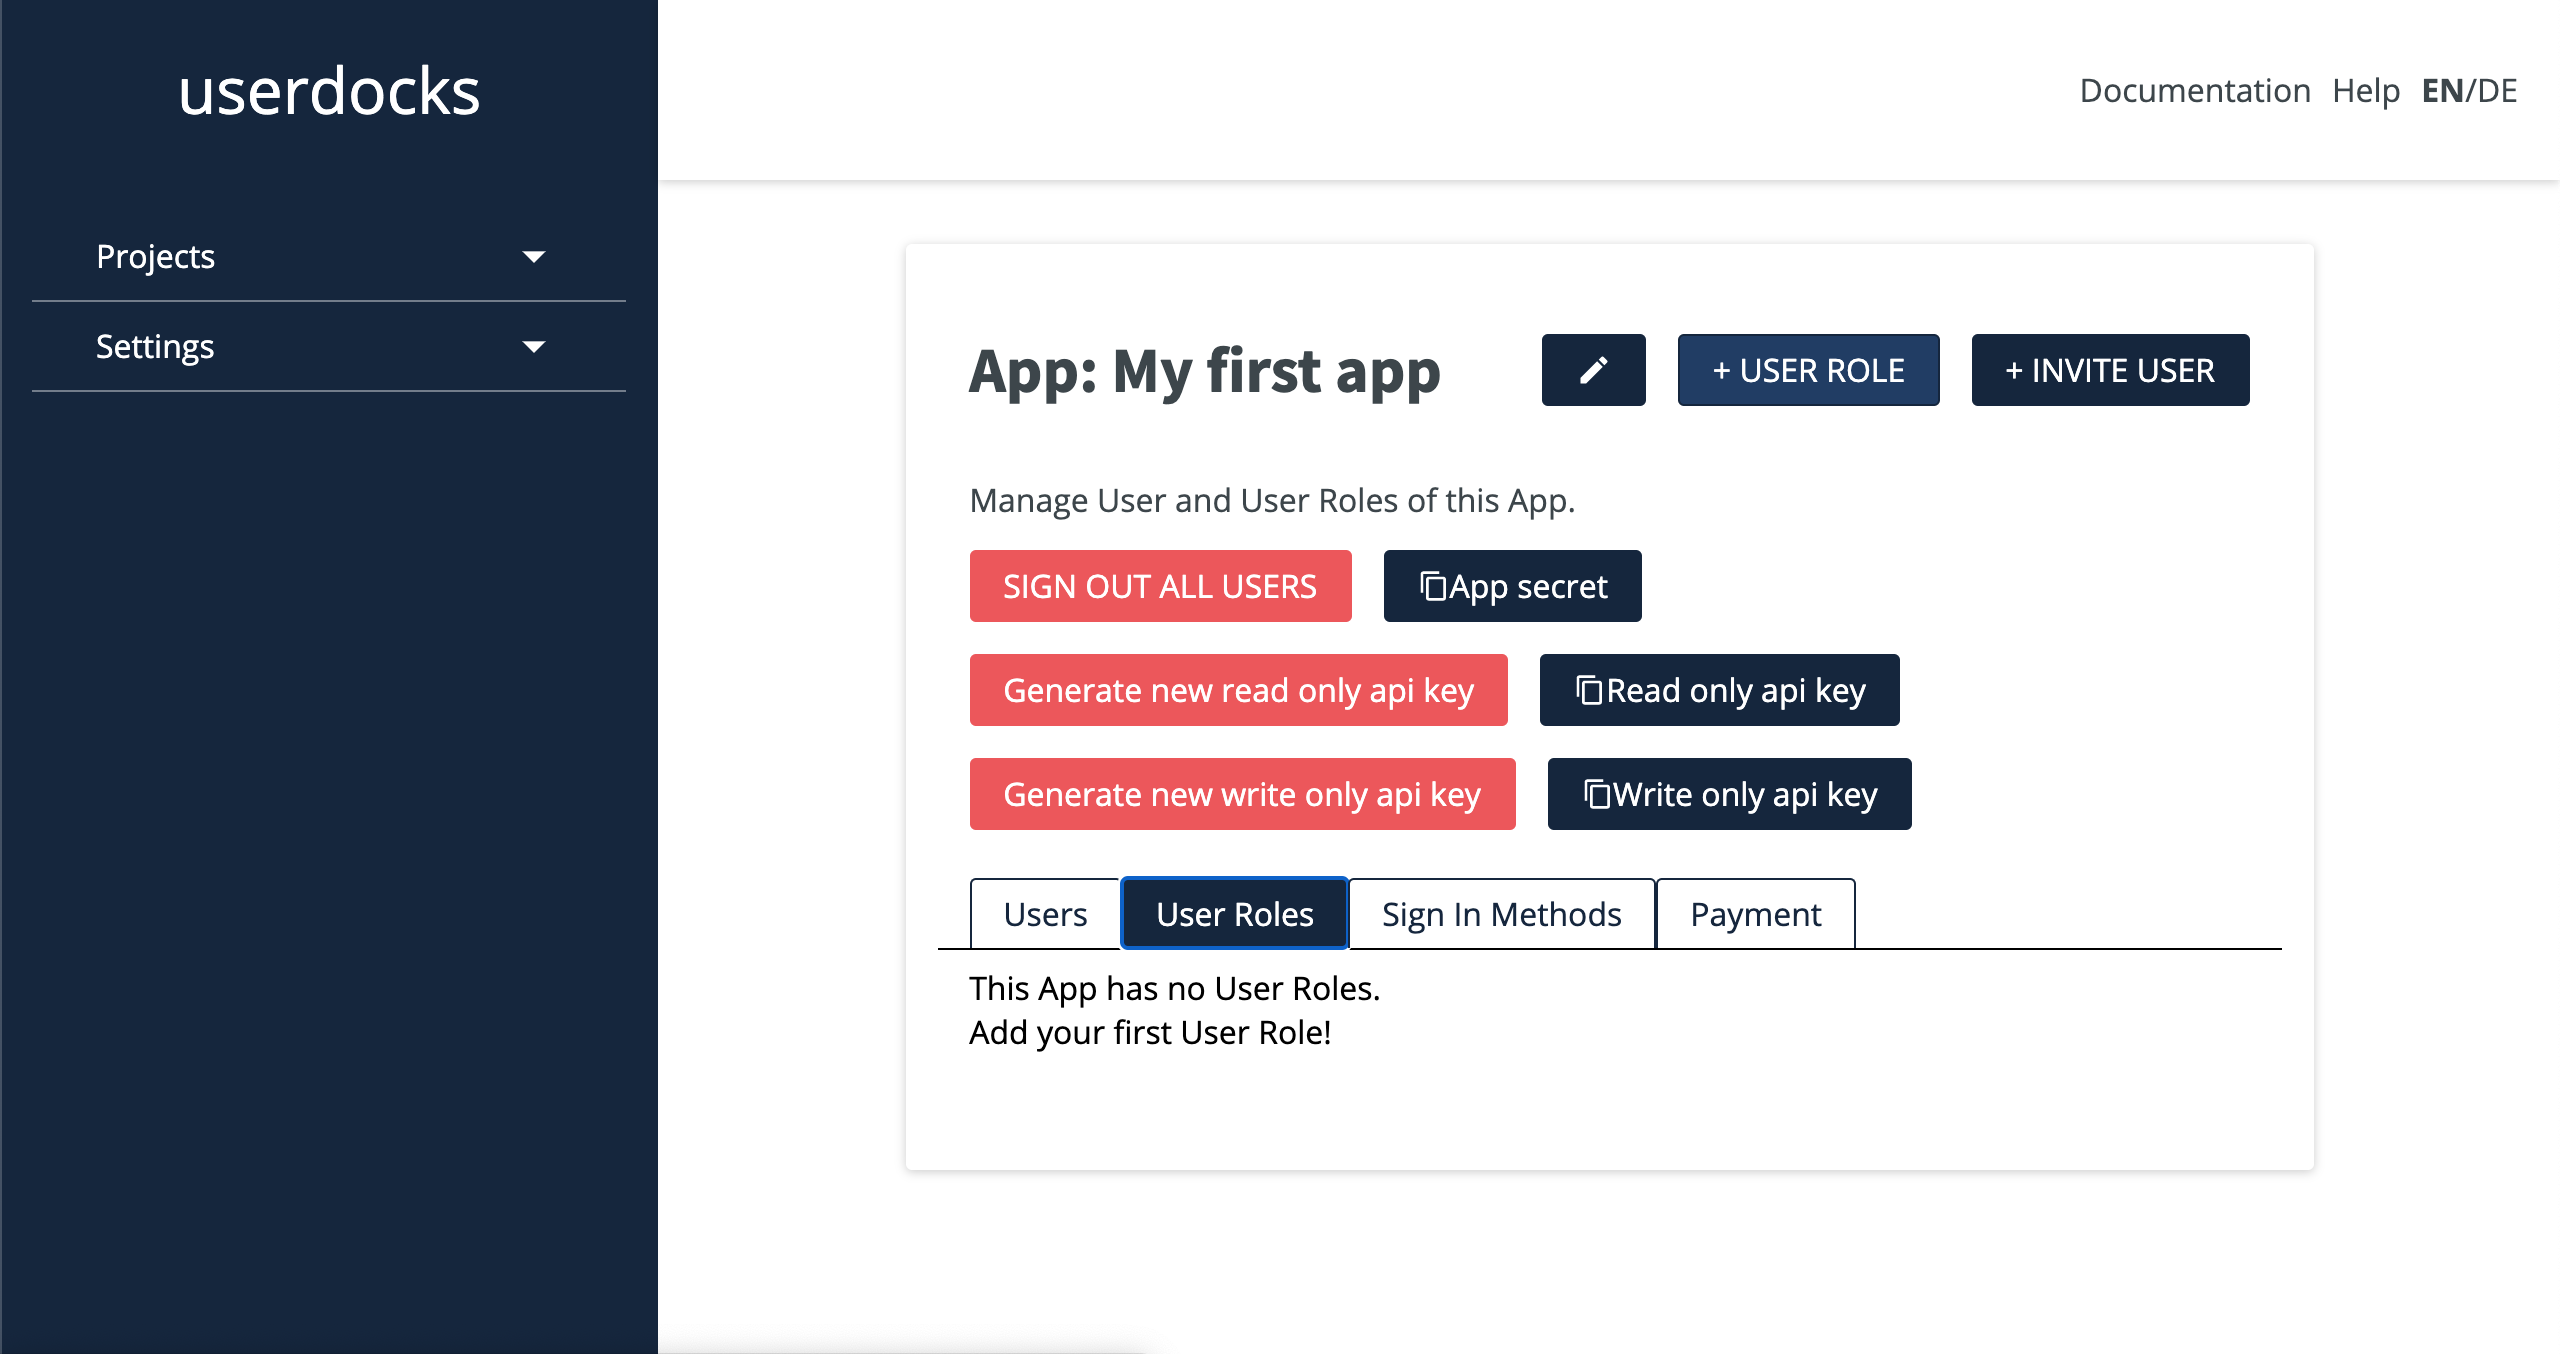 userdocks
Documentation Help EN/DE
Projects
Settings
App: My first app
+ USER ROLE
+ INVITE USER
Manage User and User Roles of this App.
SIGN OUT ALL USERS
App secret
Generate new read only api key
Read only api key
Generate new write only api key
Write only api key
Users
User Roles
Sign In Methods
Payment
This App has no User Roles.
Add your first User Role!